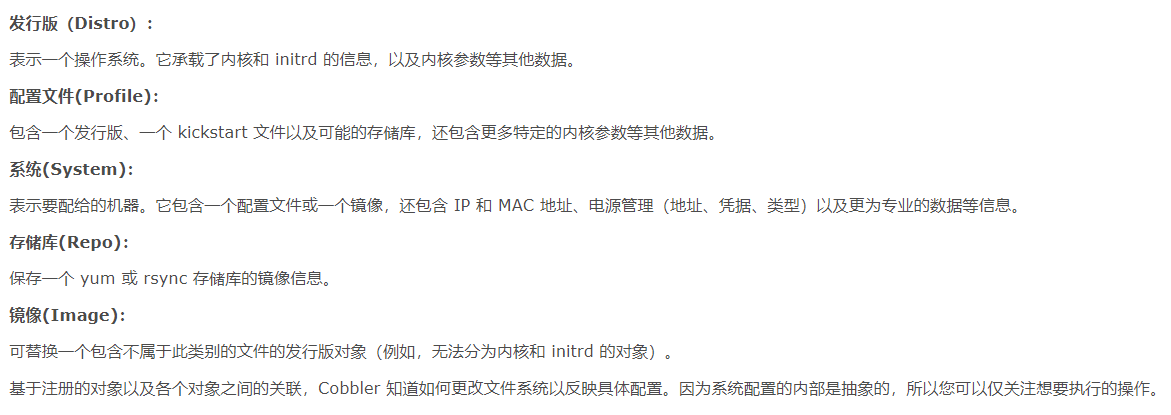 发行版（Distro）:
表示一个操作系统。它承载了内核和 initrd 的信息，以及内核参数等其他数据。
配置文件(Profile):
包含一个发行版、一个 kickstart 文件以及可能的存储库，还包含更多特定的内核参数等其他数据。
系统(System):
表示要配给的机器。它包含一个配置文件或一个镜像，还包含 IP 和 MAC 地址、电源管理（地址、凭据、类型）以及更为专业的数据等信息。
存储库(Repo):
保存一个 yum 或 rsync 存储库的镜像信息。
镜像(Image):
可替换一个包含不属于此类别的文件的发行版对象（例如，无法分为内核和 initrd 的对象）。
基于注册的对象以及各个对象之间的关联，Cobbler 知道如何更改文件系统以反映具体配置。因为系统配置的内部是抽象的，所以您可以仅关注想要执行的操作。